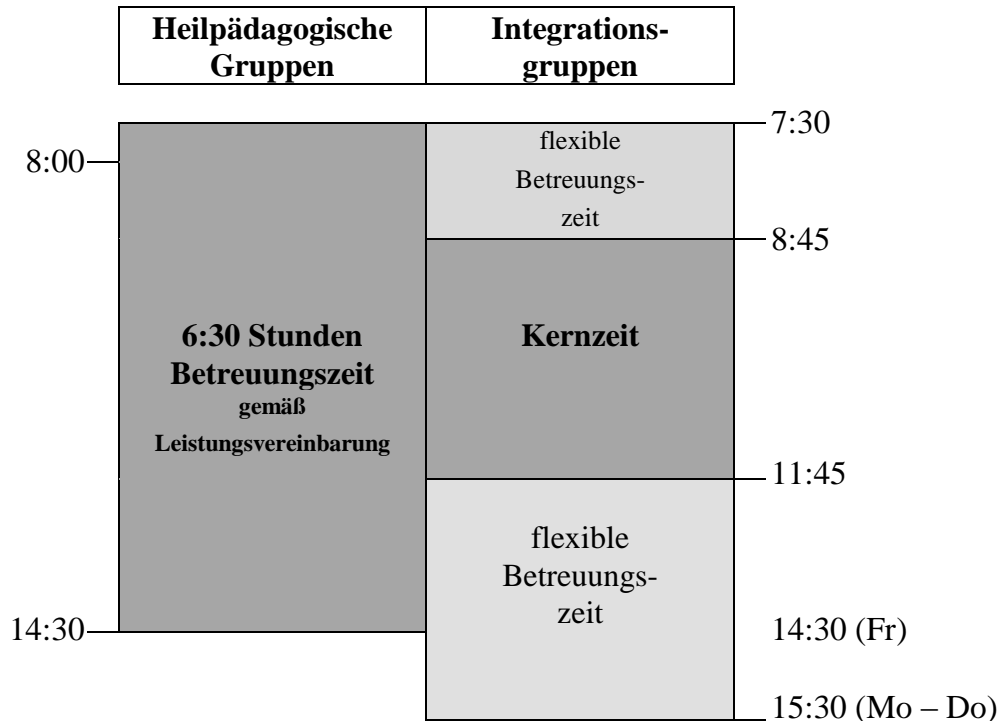 Heilpädagogische
Gruppen
Integrations-
gruppen
7:30
flexible
Betreuungs-
zeit
8:00
8:45
6:30 Stunden
Betreuungszeit
gemäß
Leistungsvereinbarung
Kernzeit
11:45
flexible
Betreuungs-
zeit
14:30
14:30 (Fr)
15:30 (Mo – Do)